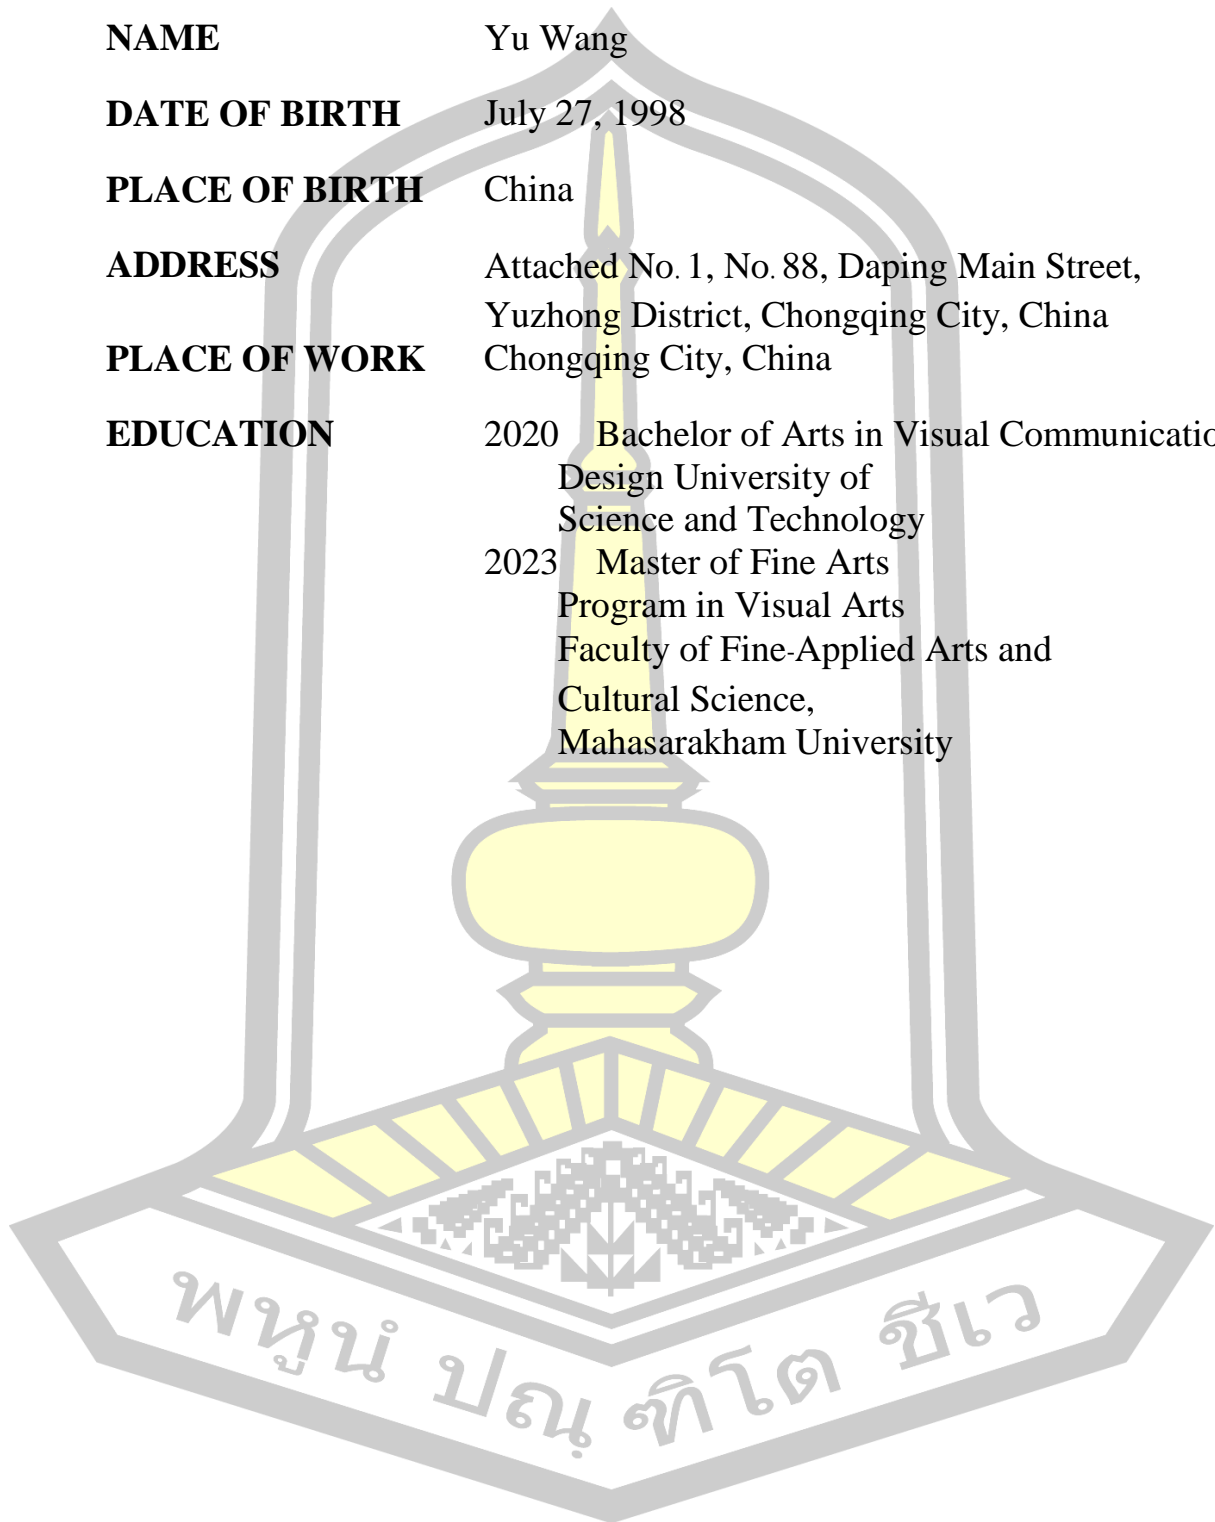 NAME Yu Wang
DATE OF BIRTH July 27, 1998
PLACE OF BIRTH China
ADDRESS Attached No. 1, No. 88, Daping Main Street,
Yuzhong District, Chongqing City, China
PLACE OF WORK Chongqing City, China
EDUCATION 2020 Bachelor of Arts in Visual Communicatio
Design University of
Science and Technology
2023 Master of Fine Arts
Program in Visual Arts
Faculty of Fine-Applied Arts and
Cultural Science,
Mahasarakham University
พหูนํ ปณฺฑิโต ชีเว